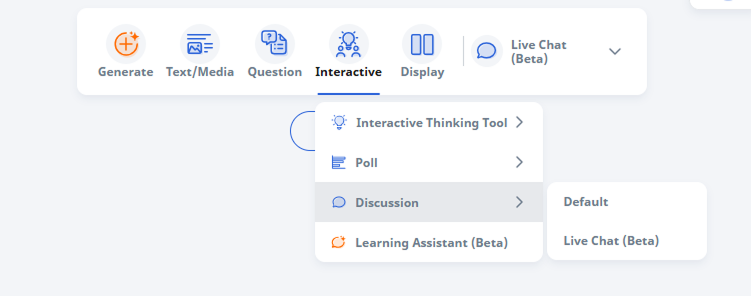 Generate
Text/Media
Question
Interactive
Display
Live Chat
(Beta)
Interactive Thinking Tool
Poll
Discussion
Default
Live Chat (Beta)
Learning Assistant (Beta)